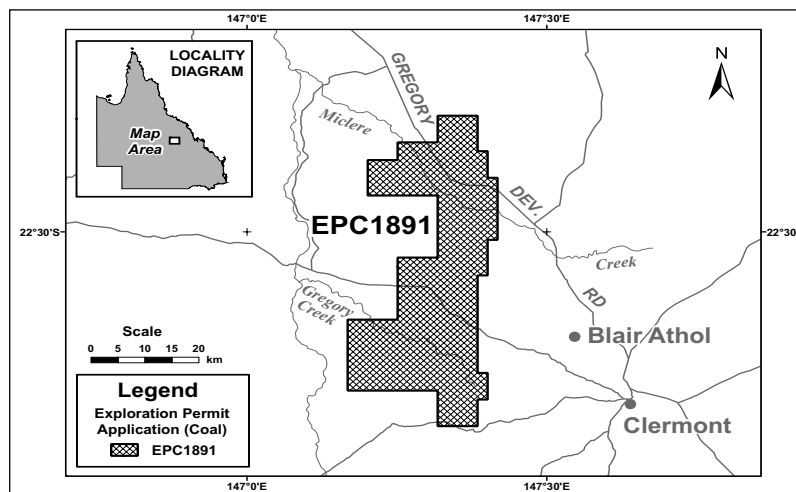 147°0'E
147°30'E
LOCALITY
DIAGRAM
Map
Area
GREGORY
N
Miclere
DEV.
22°30'S
EPC1891
22°30'S
Creek
Gregory
Creek
RD
Scale
0 5 10 15 20
km
Blair Athol
Legend
Exploration Permit
Application (Coal)
EPC1891
Clermont
147°0'E
147°30'E